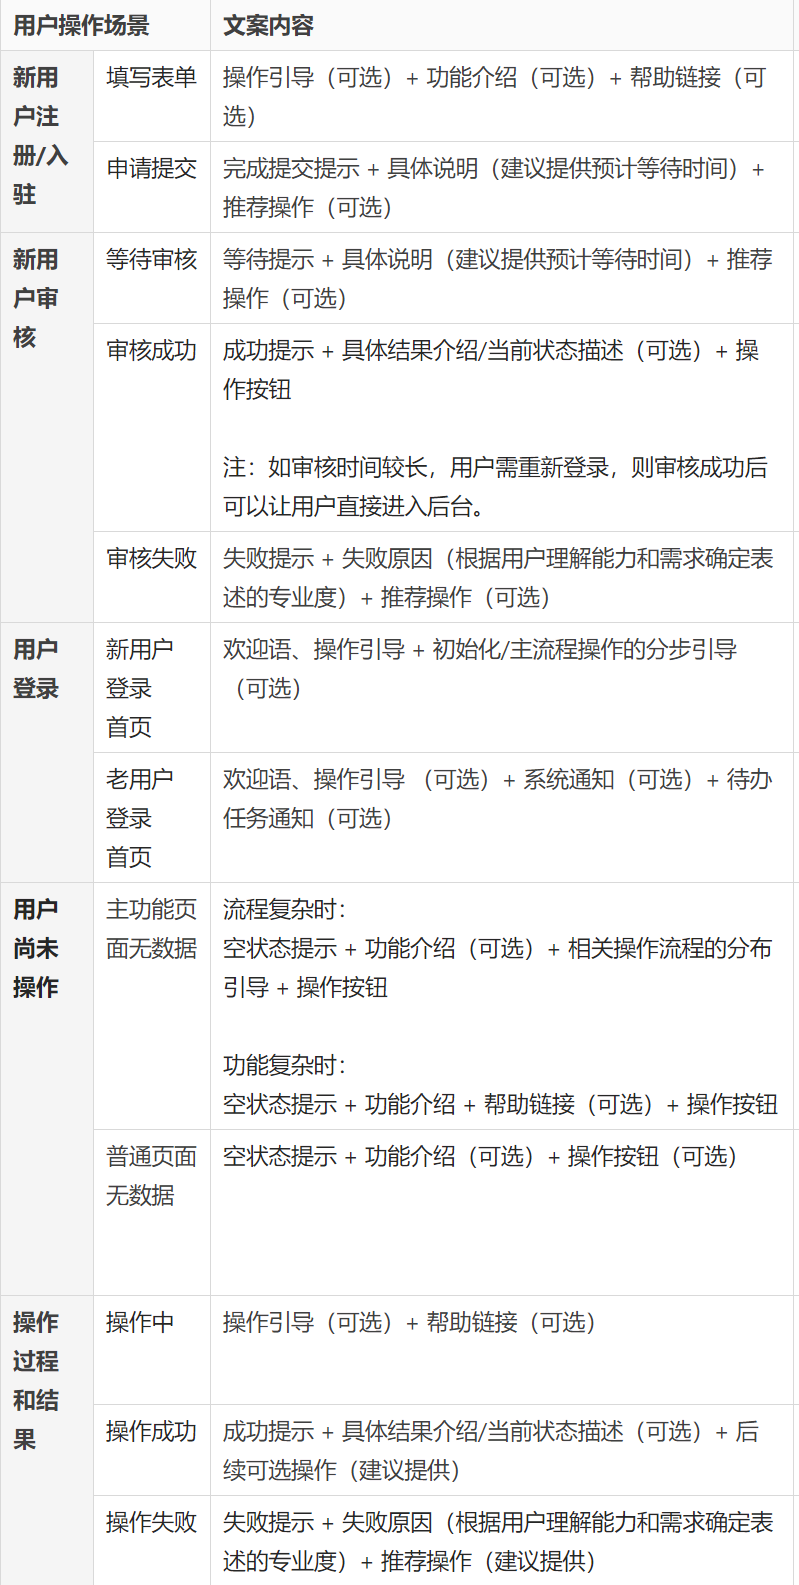 用户操作场景
文案内容
新用
户注
册/入
驻
填写表单
操作引导（可选）+ 功能介绍（可选）+ 帮助链接（可
选）
申请提交
完成提交提示 + 具体说明（建议提供预计等待时间）+
推荐操作（可选）
新用
户审
核
等待审核
等待提示 + 具体说明（建议提供预计等待时间）+ 推荐
操作（可选）
审核成功
成功提示 + 具体结果介绍/当前状态描述（可选）+ 操
作按钮
注：如审核时间较长，用户需重新登录，则审核成功后
可以让用户直接进入后台。
审核失败
失败提示 + 失败原因（根据用户理解能力和需求确定表
述的专业度）+ 推荐操作（可选）
用户
登录
新用户
登录
首页
欢迎语、操作引导 + 初始化/主流程操作的分步引导
（可选）
老用户
登录
首页
欢迎语、操作引导 （可选）+ 系统通知（可选）+ 待办
任务通知（可选）
用户
尚未
操作
主功能页
面无数据
流程复杂时：
空状态提示 + 功能介绍（可选）+ 相关操作流程的分布
引导 + 操作按钮
功能复杂时：
空状态提示 + 功能介绍 + 帮助链接（可选）+ 操作按钮
普通页面
无数据
空状态提示 + 功能介绍（可选）+ 操作按钮（可选）
操作
过程
和结
果
操作中
操作引导（可选）+ 帮助链接（可选）
操作成功
成功提示 + 具体结果介绍/当前状态描述（可选）+ 后
续可选操作（建议提供）
操作失败
失败提示 + 失败原因（根据用户理解能力和需求确定表
述的专业度）+ 推荐操作（建议提供）